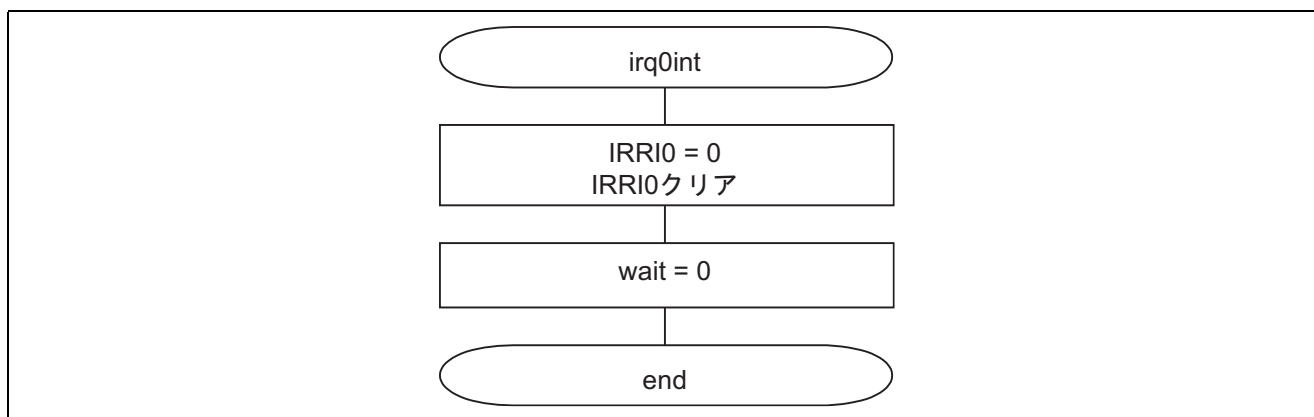 irq0int
IRRI0 = 0
IRRI0クリア
wait = 0
end